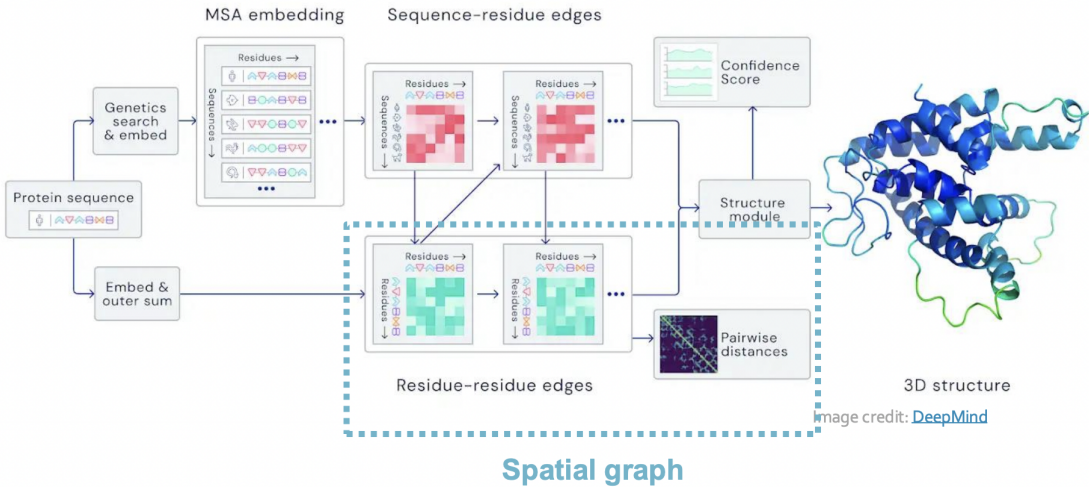 MSA embedding
Sequence-residue edges
Residues →
Sequences →
•••
•••
Genetics
search
& embed
Protein sequence
Embed &
outer sum
Residues →
Sequences →
Residues →
Sequences →
•••
Confidence
Score
Structure
module
Residues →
Residues →
Residues →
Residues →
•••
Pairwise
distances
Residue-residue edges
3D structure
Image credit: DeepMind
Spatial graph